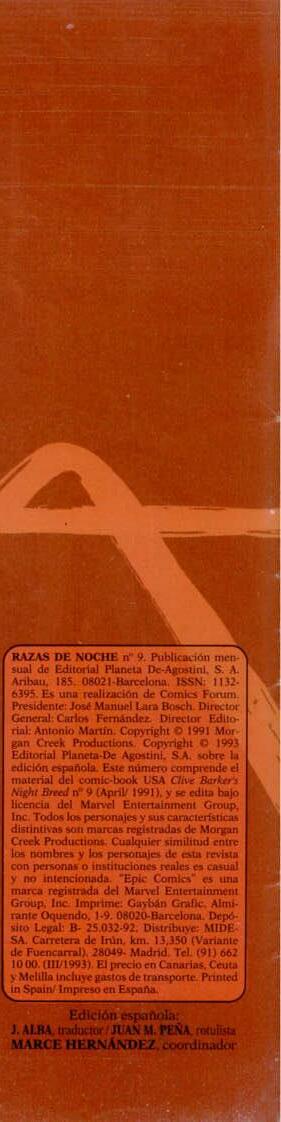 RAZAS DE NOCHE nº 9. Publicación men-
sual de Editorial Planeta De-Agostini, S. A.
Aribau, 185. 08021-Barcelona. ISSN: 1132-
6395. Es una realización de Comics Forum.
Presidente: José Manuel Lara Bosch. Director
General: Carlos Fernández. Director Edito-
rial: Antonio Martín. Copyright © 1991 Mor-
gan Creek Productions. Copyright © 1993
Editorial Planeta-De Agostini, S.A. sobre la
edición española. Este número comprende el
material del comic-book USA Clive Barker's
Night Breed nº 9 (April/ 1991), y se edita bajo
licencia del Marvel Entertainment Group,
Inc. Todos los personajes y sus características
distintivas son marcas registradas de Morgan
Creek Productions. Cualquier similitud entre
los nombres y los personajes de esta revista
con personas o instituciones reales es casual
y no intencionada. "Epic Comics" es una
marca registrada del Marvel Entertainment
Group, Inc. Imprime: Gaybán Grafic. Almi-
rante Oquendo, 1-9. 08020-Barcelona. Depó-
sito Legal: B- 25.032-92. Distribuye: MIDE-
SA. Carretera de Irún, km. 13,350 (Variante
de Fuencarral). 28049- Madrid. Tel. (91) 662
10 00. (III/1993). El precio en Canarias, Ceuta
y Melilla incluye gastos de transporte. Printed
in Spain/ Impreso en España.
Edición española:
J. ALBA, traductor / JUAN M. PEÑA, rotulista
MARCE HERNÁNDEZ, coordinador